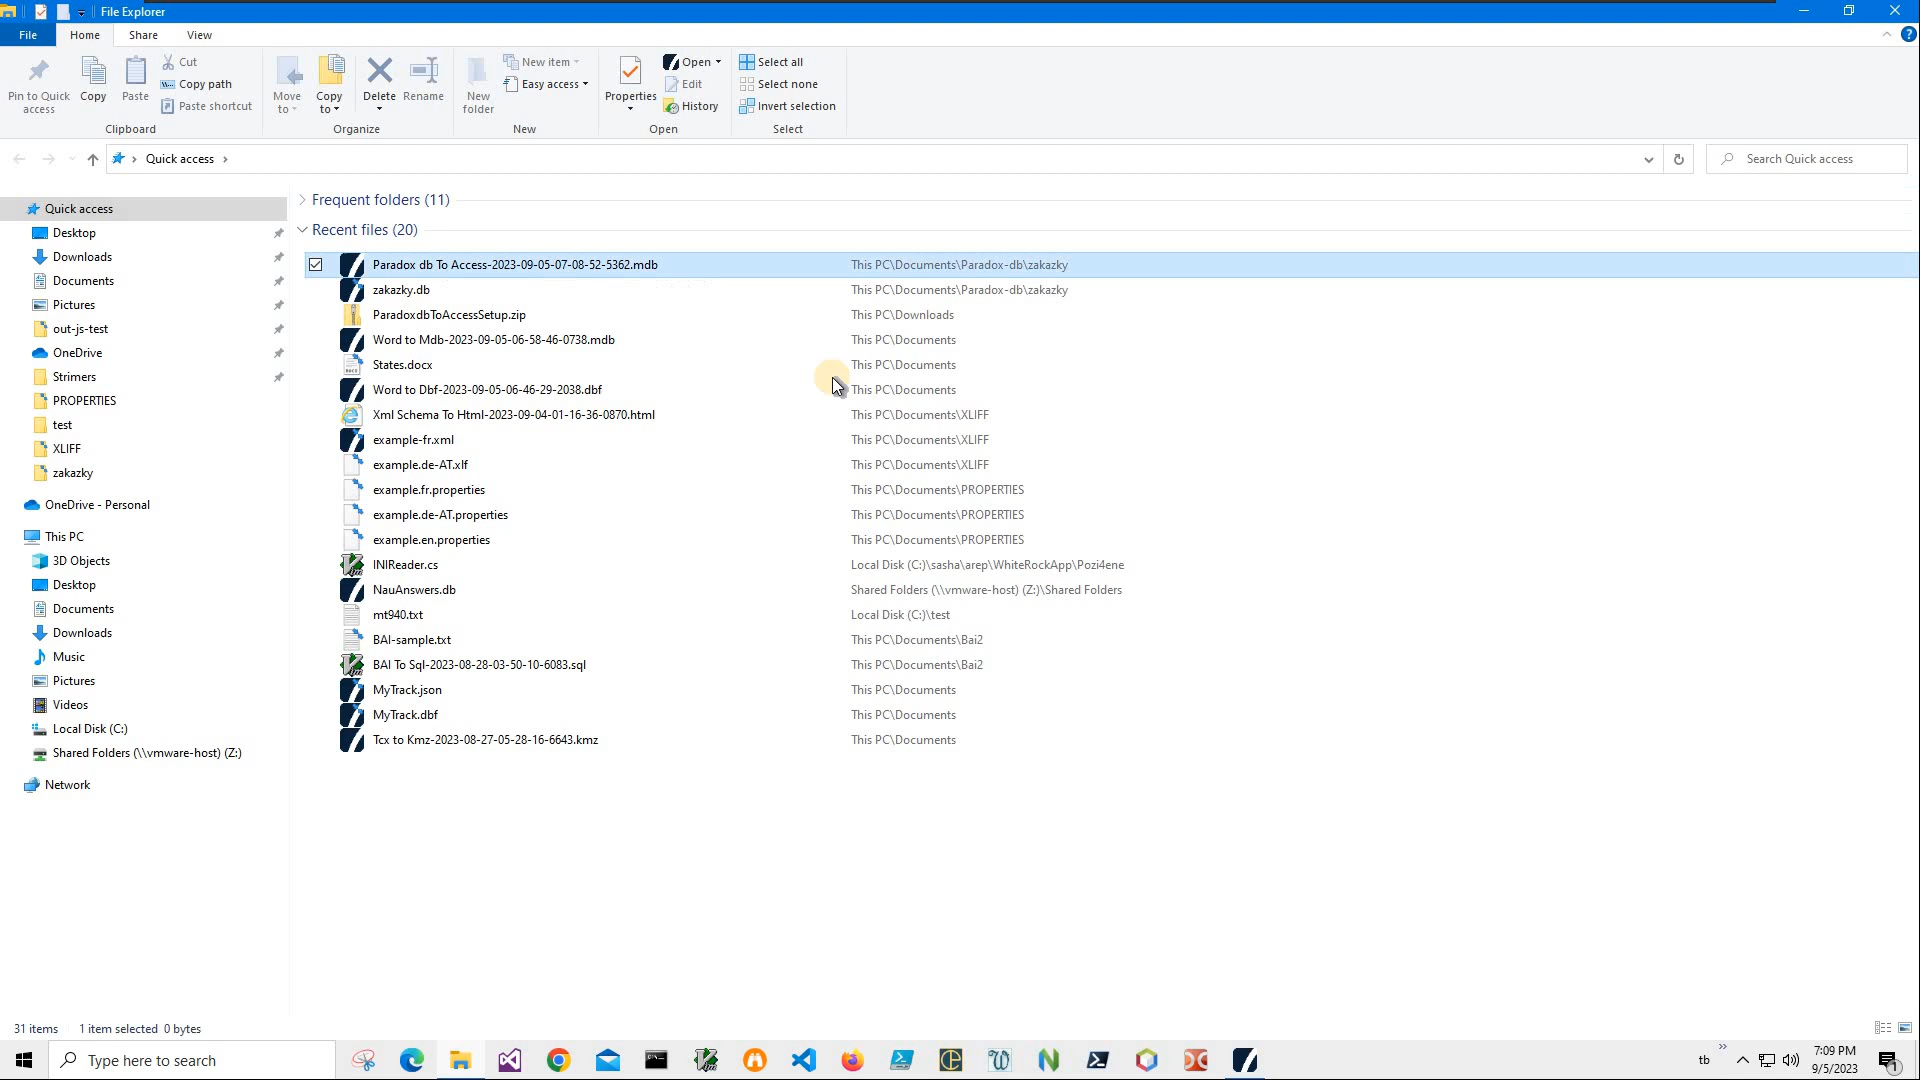 File Explorer
File
Home
Share
View
Pin to Quick access
Copy
Paste
Cut
Copy path
Paste shortcut
Clipboard
Move to
Copy to
Delete
Rename
Organize
New folder
New item
Easy access
New
Properties
Open
Edit
History
Open
Select all
Select none
Invert selection
Select
Quick access
Search Quick access
Quick access
Desktop
Downloads
Documents
Pictures
out-js-test
OneDrive
Strimers
PROPERTIES
test
XLIFF
zakazky
OneDrive - Personal
This PC
3D Objects
Desktop
Documents
Downloads
Music
Pictures
Videos
Local Disk (C:)
Shared Folders (\\vmware-host) (Z:)
Network
Frequent folders (11)
Recent files (20)
Paradox db To Access-2023-09-05-07-08-52-5362.mdb This PC\Documents\Paradox-db\zakazky
zakazky.db This PC\Documents\Paradox-db\zakazky
ParadoxdbToAccessSetup.zip This PC\Downloads
Word to Mdb-2023-09-05-06-58-46-0738.mdb This PC\Documents
States.docx This PC\Documents
Word to Dbf-2023-09-05-06-46-29-2038.dbf This PC\Documents
Xml Schema To Html-2023-09-04-01-16-36-0870.html This PC\Documents\XLIFF
example-fr.xml This PC\Documents\XLIFF
example.de-AT.xlf This PC\Documents\XLIFF
example.fr.properties This PC\Documents\PROPERTIES
example.de-AT.properties This PC\Documents\PROPERTIES
example.en.properties This PC\Documents\PROPERTIES
INIReader.cs Local Disk (C:)\sasha\arep\WhiteRockApp\Pozi4ene
NauAnswers.db Shared Folders (\\vmware-host) (Z:)\Shared Folders
mt940.txt Local Disk (C:)\test
BAI-sample.txt This PC\Documents\Bai2
BAI To Sql-2023-08-28-03-50-10-6083.sql This PC\Documents\Bai2
MyTrack.json This PC\Documents
MyTrack.dbf This PC\Documents
Tcx to Kmz-2023-08-27-05-28-16-6643.kmz This PC\Documents
31 items 1 item selected 0 bytes
Type here to search
tb
7:09 PM
9/5/2023
1